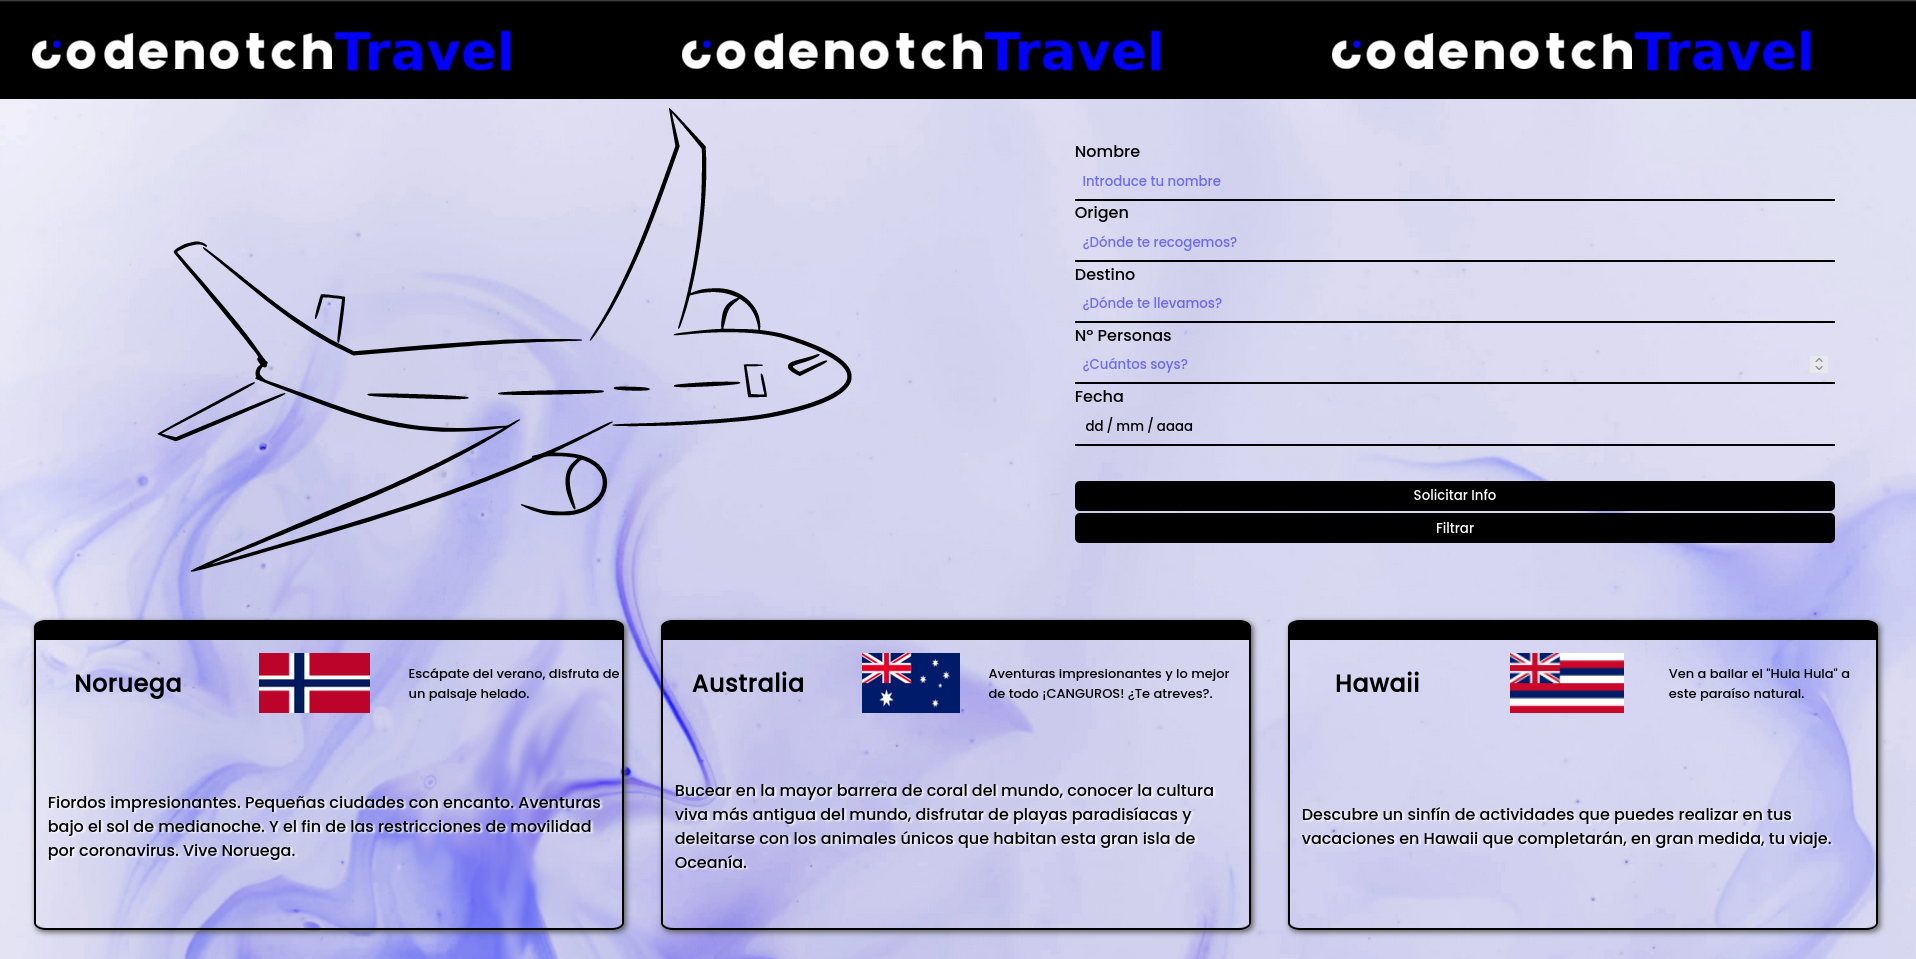 codenotchTravel codenotchTravel codenotchTravel
Nombre
Introduce tu nombre
Origen
¿Dónde te recogemos?
Destino
¿Dónde te llevamos?
Nº Personas
¿Cuántos soys?
Fecha
dd / mm / aaaa
Solicitar Info
Filtrar
Noruega
Escápate del verano, disfruta de
un paisaje helado.
Fiordos impresionantes. Pequeñas ciudades con encanto. Aventuras
bajo el sol de medianoche. Y el fin de las restricciones de movilidad
por coronavirus. Vive Noruega.
Australia
Aventuras impresionantes y lo mejor
de todo ¡CANGUROS! ¿Te atreves?.
Bucear en la mayor barrera de coral del mundo, conocer la cultura
viva más antigua del mundo, disfrutar de playas paradisíacas y
deleitarse con los animales únicos que habitan esta gran isla de
Oceanía.
Hawaii
Ven a bailar el "Hula Hula" a
este paraíso natural.
Descubre un sinfín de actividades que puedes realizar en tus
vacaciones en Hawaii que completarán, en gran medida, tu viaje.